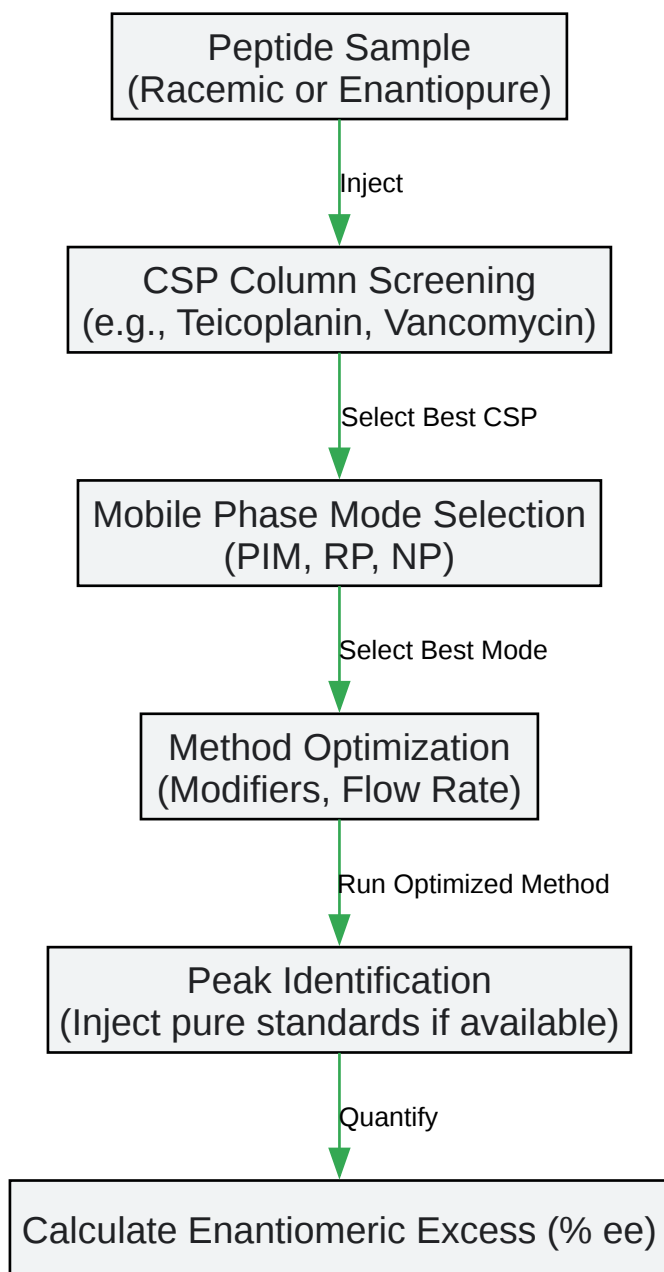 Peptide Sample
(Racemic or Enantiopure)
Inject
CSP Column Screening
(e.g., Teicoplanin, Vancomycin)
Select Best CSP
Mobile Phase Mode Selection
(PIM, RP, NP)
Select Best Mode
Method Optimization
(Modifiers, Flow Rate)
Run Optimized Method
Peak Identification
(Inject pure standards if available)
Quantify
Calculate Enantiomeric Excess (% ee)